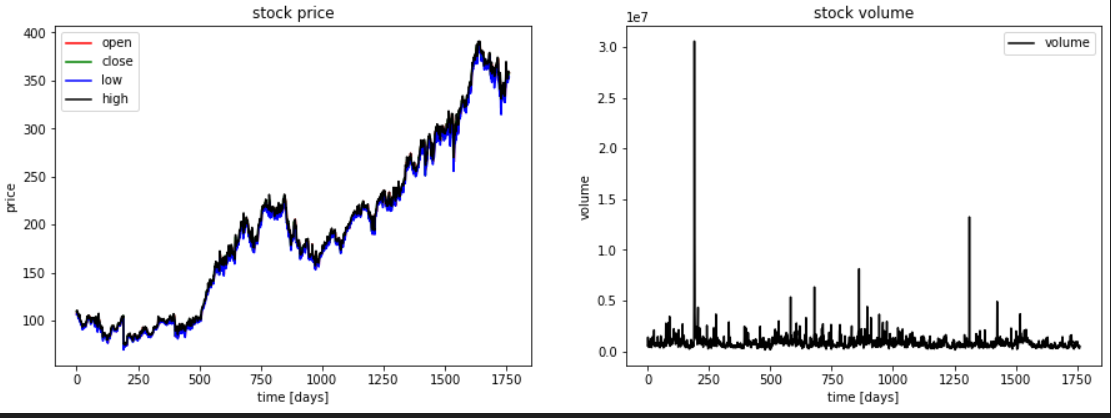 stock price
400
350
300
250
200
150
100
price
open
close
low
high
0
250
500
750
1000
1250
1500
1750
time [days]
stock volume
1e7
3.0
2.5
2.0
1.5
1.0
0.5
0.0
volume
volume
0
250
500
750
1000
1250
1500
1750
time [days]